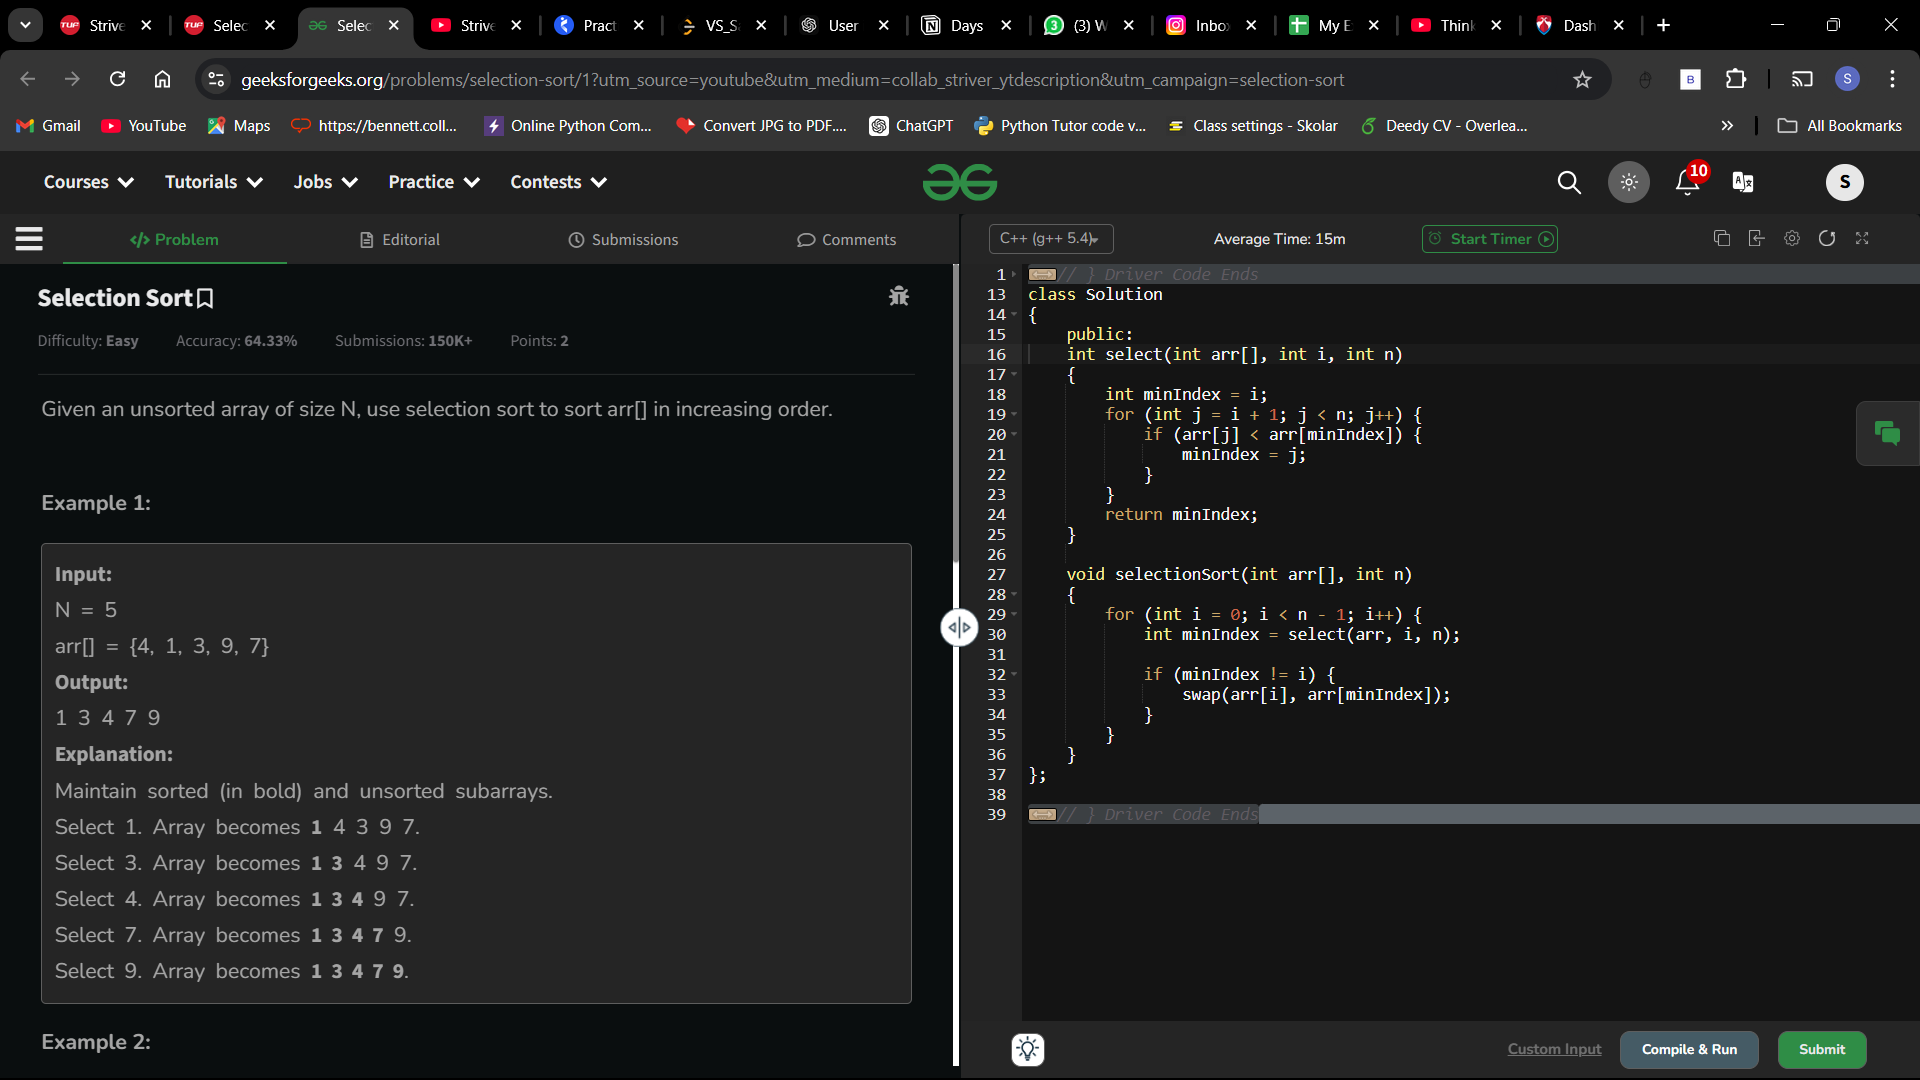 Strive
Selec
Selec
Strive
Pract
VS_S
User
Days
(3) W
Inbo
My E
Think
Dash
geeksforgeeks.org/problems/selection-sort/1?utm_source=youtube&utm_medium=collab_striver_ytdescription&utm_campaign=selection-sort
B
S
Gmail
YouTube
Maps
https://bennett.coll...
Online Python Com...
Convert JPG to PDF....
ChatGPT
Python Tutor code v...
Class settings - Skolar
Deedy CV - Overlea...
All Bookmarks
Courses
Tutorials
Jobs
Practice
Contests
10
S
</> Problem
Editorial
Submissions
Comments
C++ (g++ 5.4)
Average Time: 15m
Start Timer
Selection Sort
Difficulty: Easy
Accuracy: 64.33%
Submissions: 150K+
Points: 2
Given an unsorted array of size N, use selection sort to sort arr[] in increasing order.
Example 1:
Input:
N = 5
arr[] = {4, 1, 3, 9, 7}
Output:
1 3 4 7 9
Explanation:
Maintain sorted (in bold) and unsorted subarrays.
Select 1. Array becomes 1 4 3 9 7.
Select 3. Array becomes 1 3 4 9 7.
Select 4. Array becomes 1 3 4 9 7.
Select 7. Array becomes 1 3 4 7 9.
Select 9. Array becomes 1 3 4 7 9.
Example 2:
1 // } Driver Code Ends
13 class Solution
14 {
15 public:
16 int select(int arr[], int i, int n)
17 {
18 int minIndex = i;
19 for (int j = i + 1; j < n; j++) {
20 if (arr[j] < arr[minIndex]) {
21 minIndex = j;
22 }
23 }
24 return minIndex;
25 }
26
27 void selectionSort(int arr[], int n)
28 {
29 for (int i = 0; i < n - 1; i++) {
30 int minIndex = select(arr, i, n);
31
32 if (minIndex != i) {
33 swap(arr[i], arr[minIndex]);
34 }
35 }
36 }
37 };
38
39 // } Driver Code Ends
Custom Input
Compile & Run
Submit